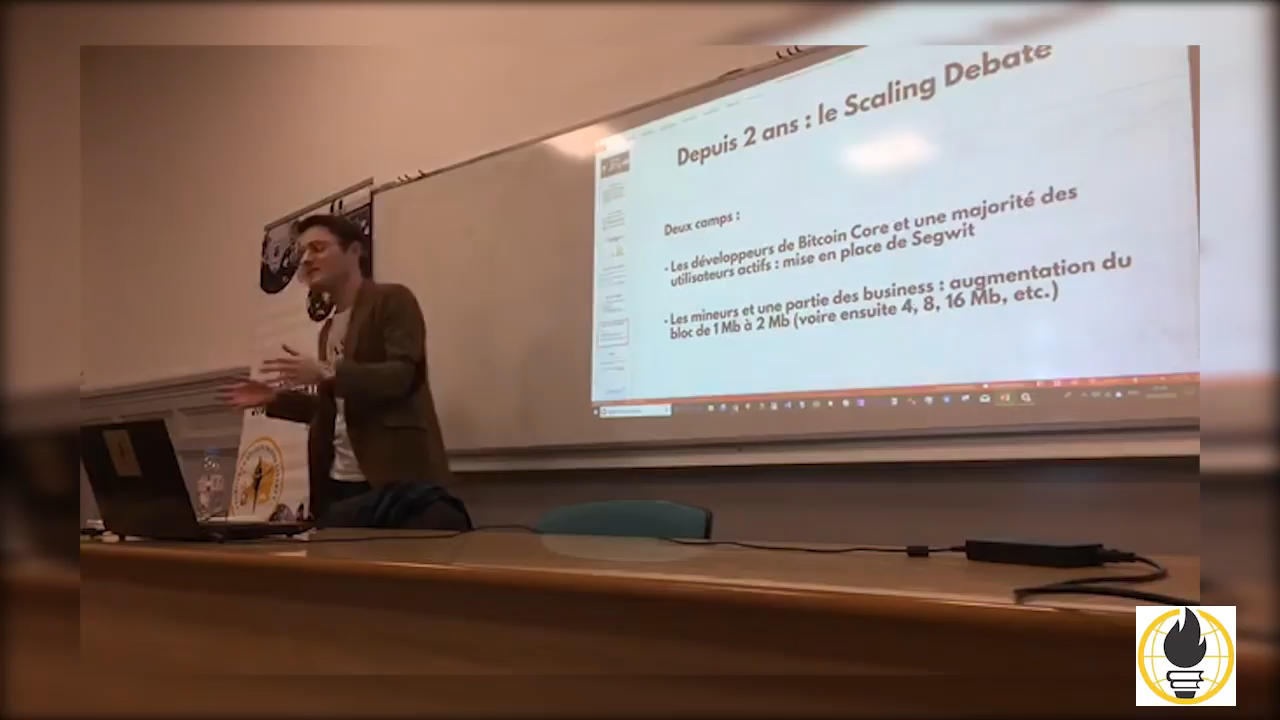 Depuis 2 ans : le Scaling Debate
Deux camps :
- Les développeurs de Bitcoin Core et une majorité des
utilisateurs actifs : mise en place de Segwit
- Les mineurs et une partie des business : augmentation du
bloc de 1 Mb à 2 Mb (voire ensuite 4, 8, 16 Mb, etc.)